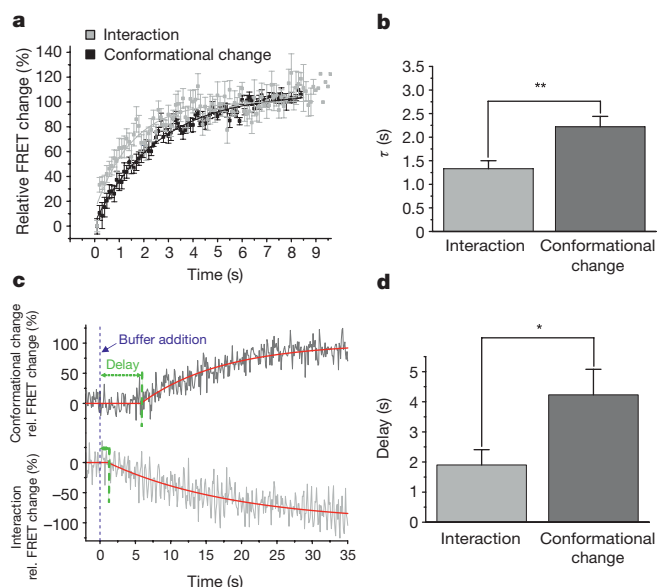 a
Interaction
Conformational change
Relative FRET change (%)
140
120
100
80
60
40
20
0
0 1 2 3 4 5 6 7 8 9
Time (s)
b
τ (s)
3.5
3.0
2.5
2.0
1.5
1.0
0.5
0
**
Interaction
Conformational
change
c
Conformational change
rel. FRET change (%)
100
50
0
Buffer addition
Delay
Interaction
rel. FRET change (%)
0
−50
−100
0 5 10 15 20 25 30 35
Time (s)
d
Delay (s)
5
4
3
2
1
0
*
Interaction
Conformational
change